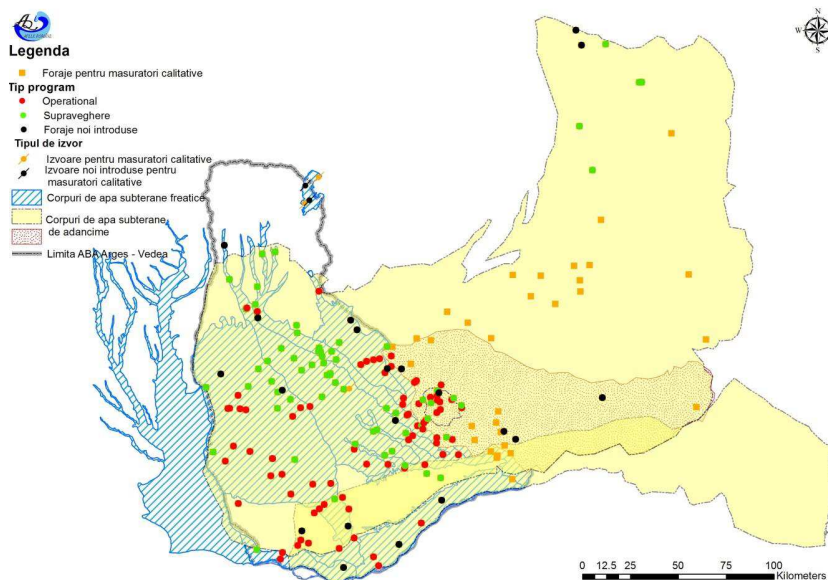 Legenda
Foraje pentru masuratori calitative
Tip program
Operational
Supraveghere
Foraje noi introduse
Tipul de izvor
Izvoare pentru masuratori calitative
Izvoare noi introduse pentru
masuratori calitative
Corpuri de apa subterane freatice
Corpuri de apa subterane
de adancime
Limita ABA Arges - Vedea
N
W E
S
0 12.5 25 50 75 100
Kilometers